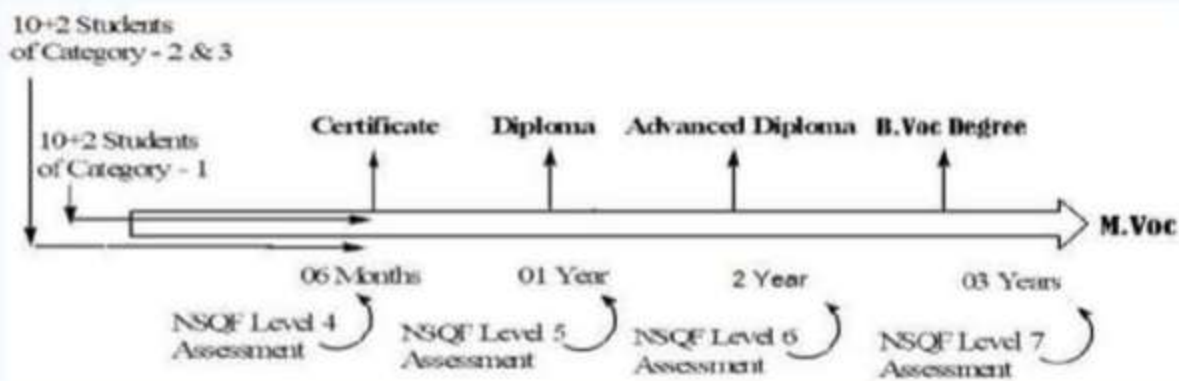 10+2 Students
of Category - 2 & 3
10+2 Students
of Category - 1
Certificate
Diploma
Advanced Diploma
B.Voc Degree
M.Voc
06 Months
01 Year
2 Year
03 Years
NSQF Level 4
Assessment
NSQF Level 5
Assessment
NSQF Level 6
Assessment
NSQF Level 7
Assessment